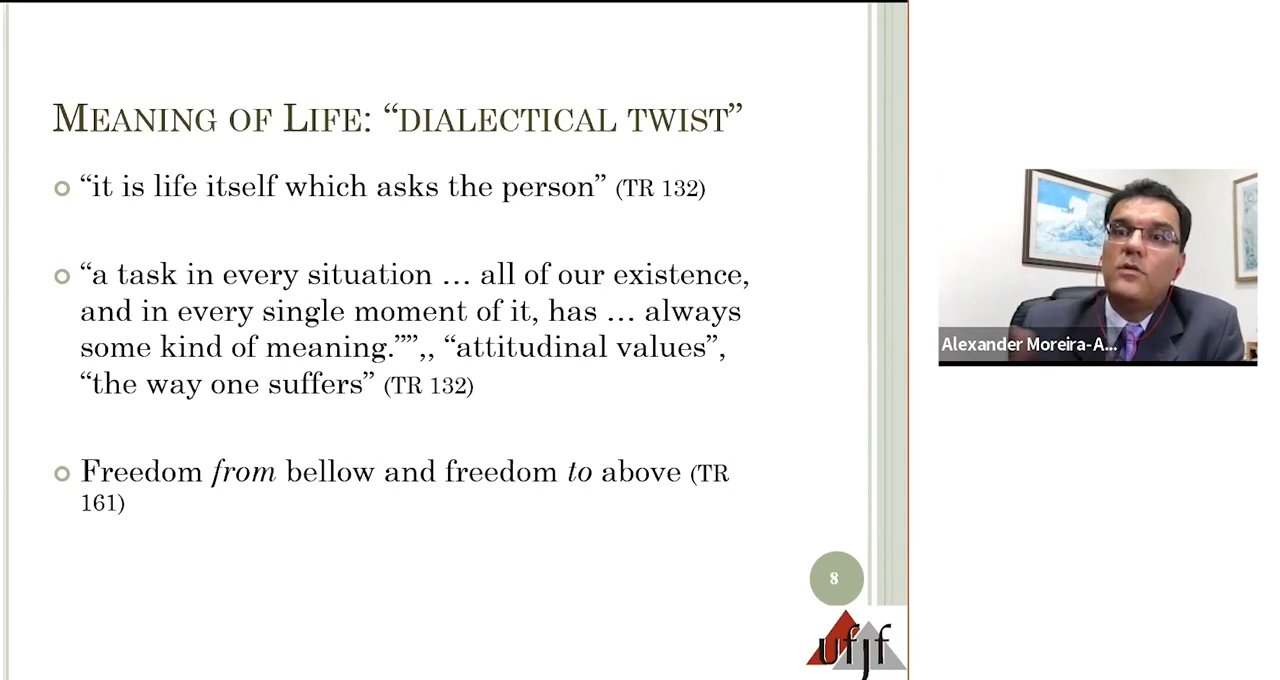 MEANING OF LIFE: “DIALECTICAL TWIST”
“it is life itself which asks the person” (TR 132)
“a task in every situation … all of our existence,
and in every single moment of it, has … always
some kind of meaning.””,, “attitudinal values”,
“the way one suffers” (TR 132)
Freedom from bellow and freedom to above (TR
161)
8
ufjf
Alexander Moreira-A...